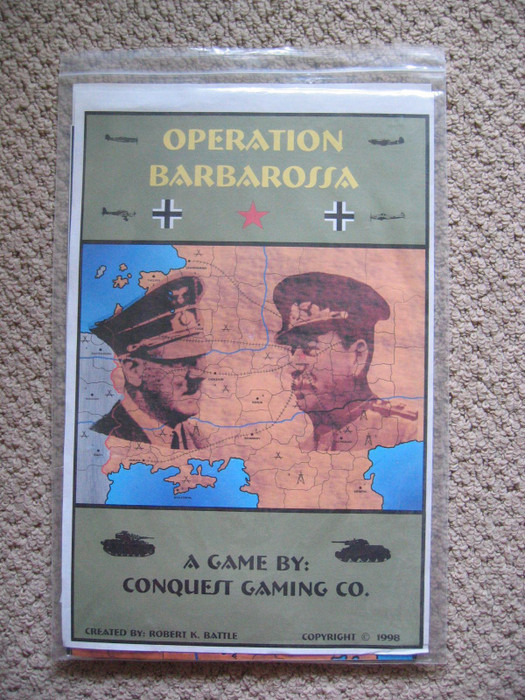 OPERATION
BARBAROSSA
A GAME BY:
CONQUEST GAMING CO.
CREATED BY: ROBERT K. BATTLE
COPYRIGHT © 1998